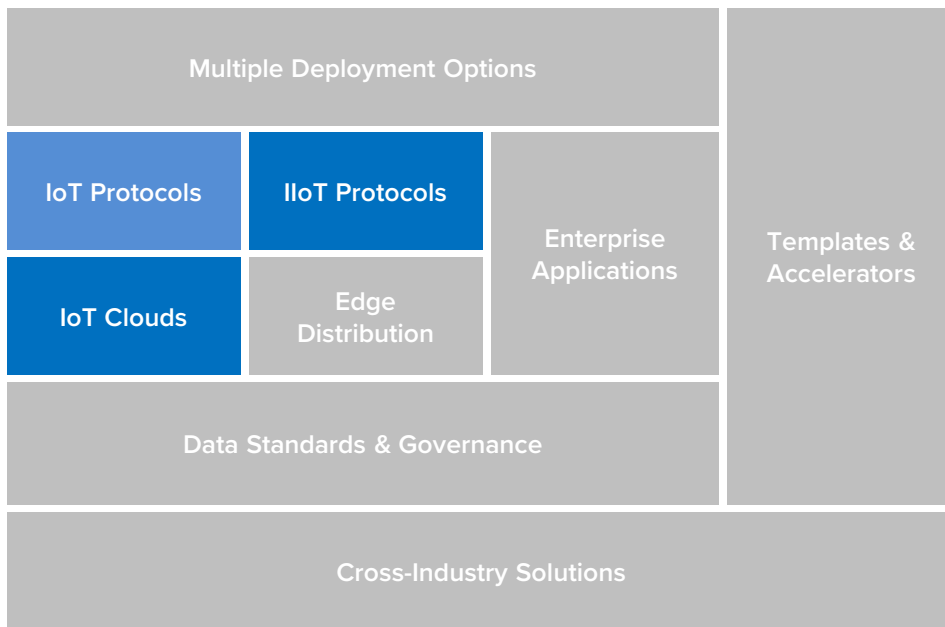 Multiple Deployment Options
IoT Protocols
IIoT Protocols
Enterprise
Applications
Templates &
Accelerators
IoT Clouds
Edge
Distribution
Data Standards & Governance
Cross-Industry Solutions